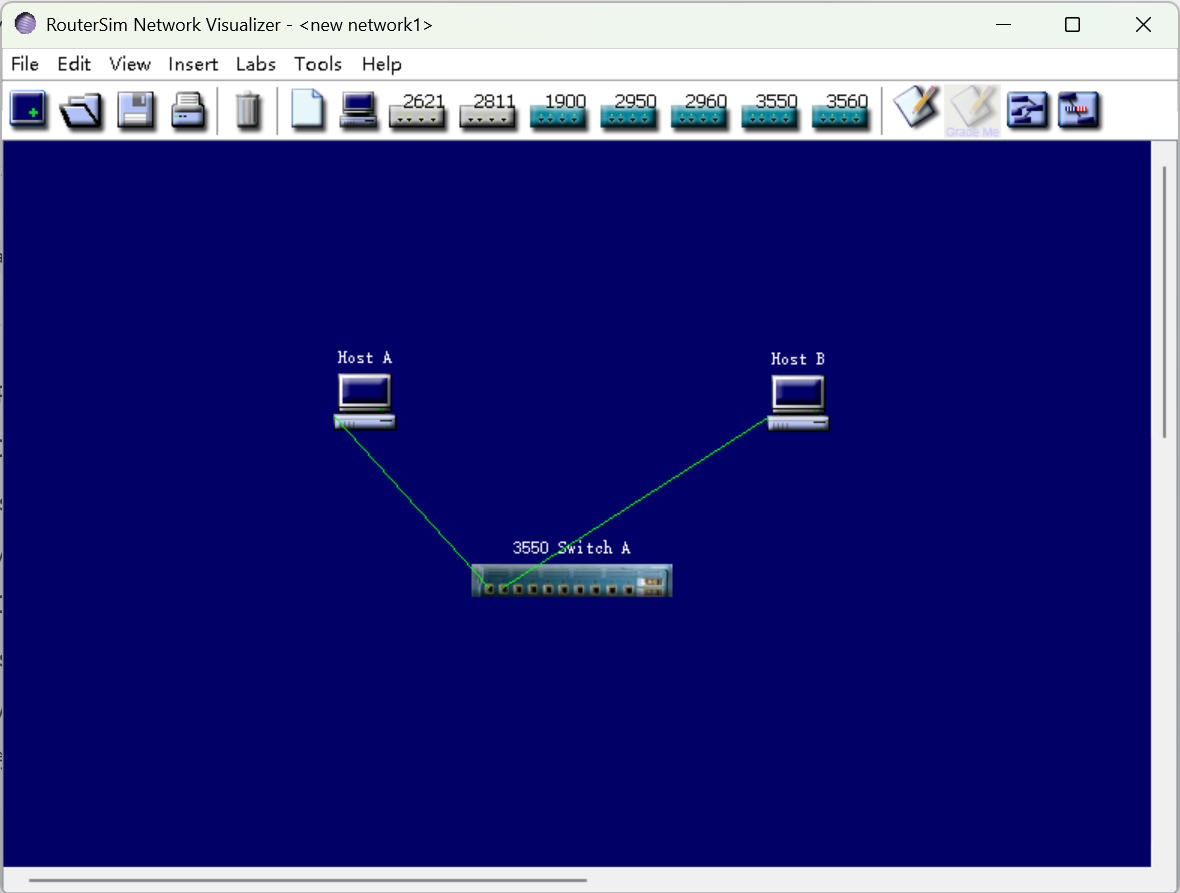 RouterSim Network Visualizer - <new network1>
File Edit View Insert Labs Tools Help
2621 2811 1900 2950 2960 3550 3560
Grade Me
Host A
Host B
3550 Switch A